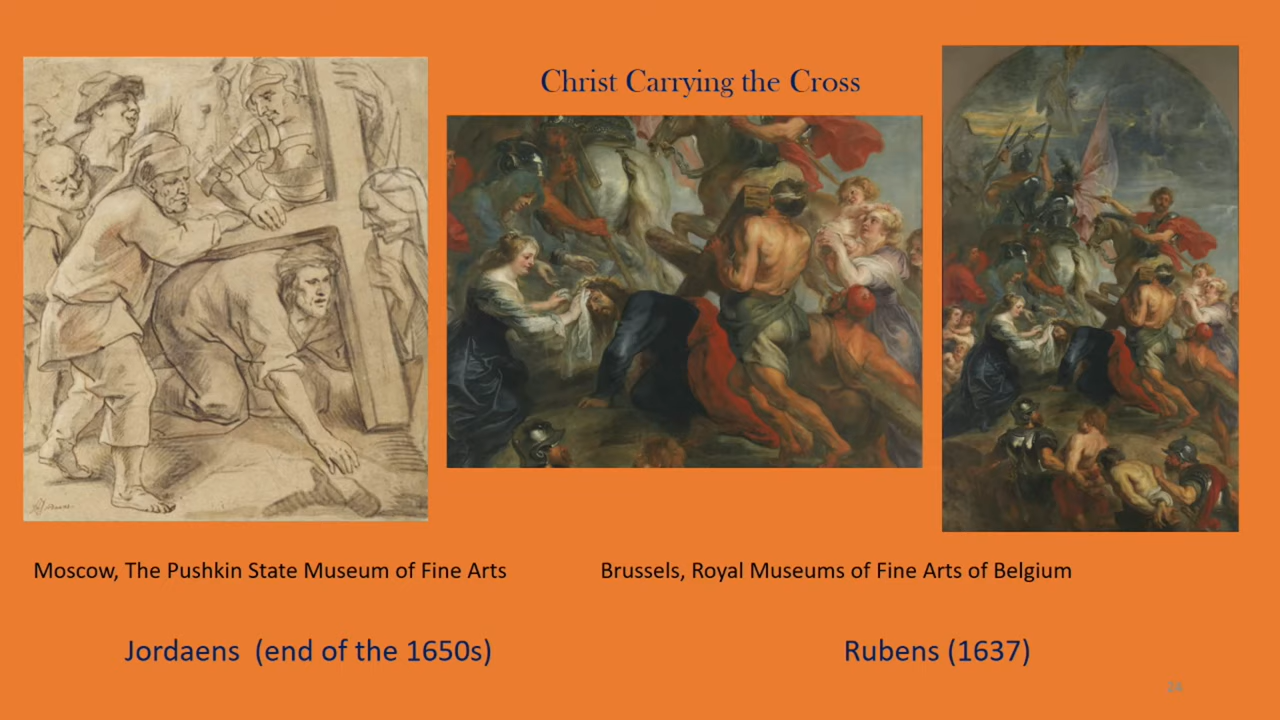 Christ Carrying the Cross
Moscow, The Pushkin State Museum of Fine Arts
Brussels, Royal Museums of Fine Arts of Belgium
Jordaens (end of the 1650s)
Rubens (1637)